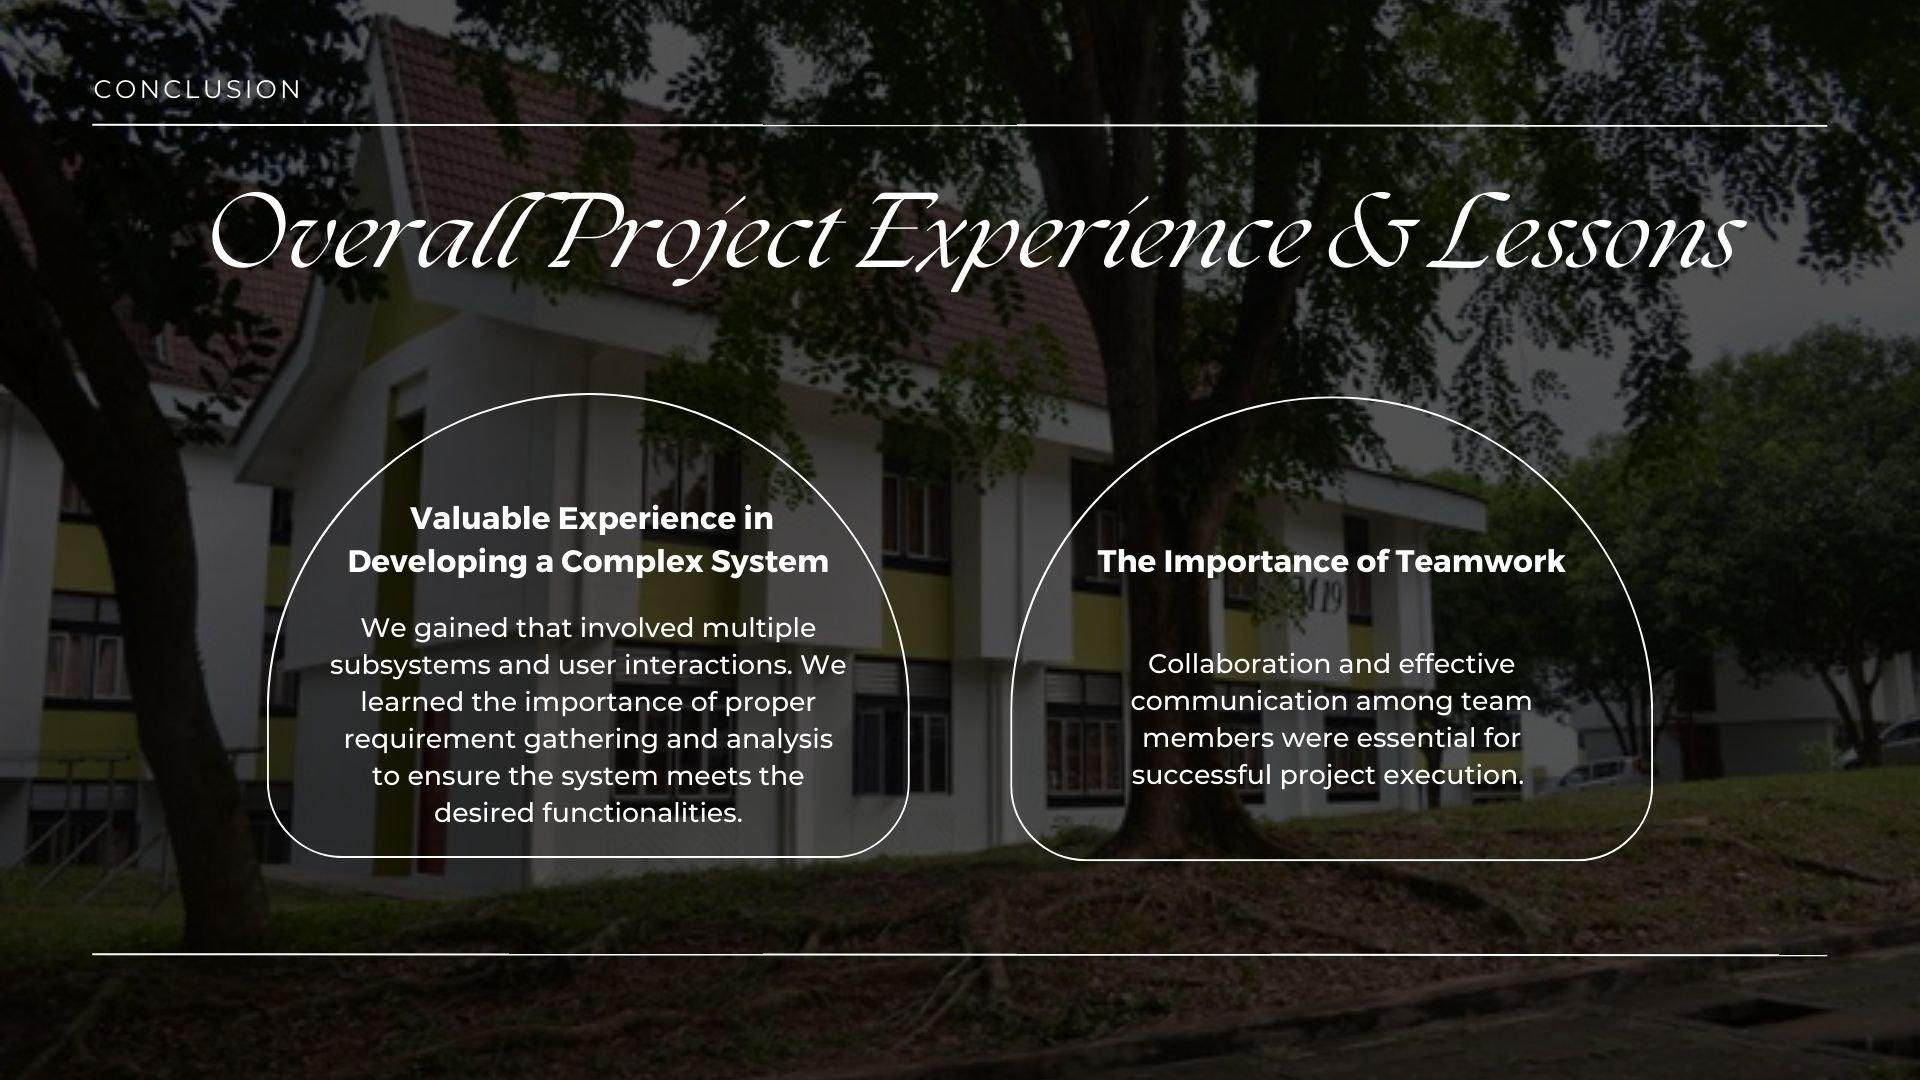 CONCLUSION
Overall Project Experience & Lessons
Valuable Experience in
Developing a Complex System
We gained that involved multiple
subsystems and user interactions. We
learned the importance of proper
requirement gathering and analysis
to ensure the system meets the
desired functionalities.
The Importance of Teamwork
M19
Collaboration and effective
communication among team
members were essential for
successful project execution.